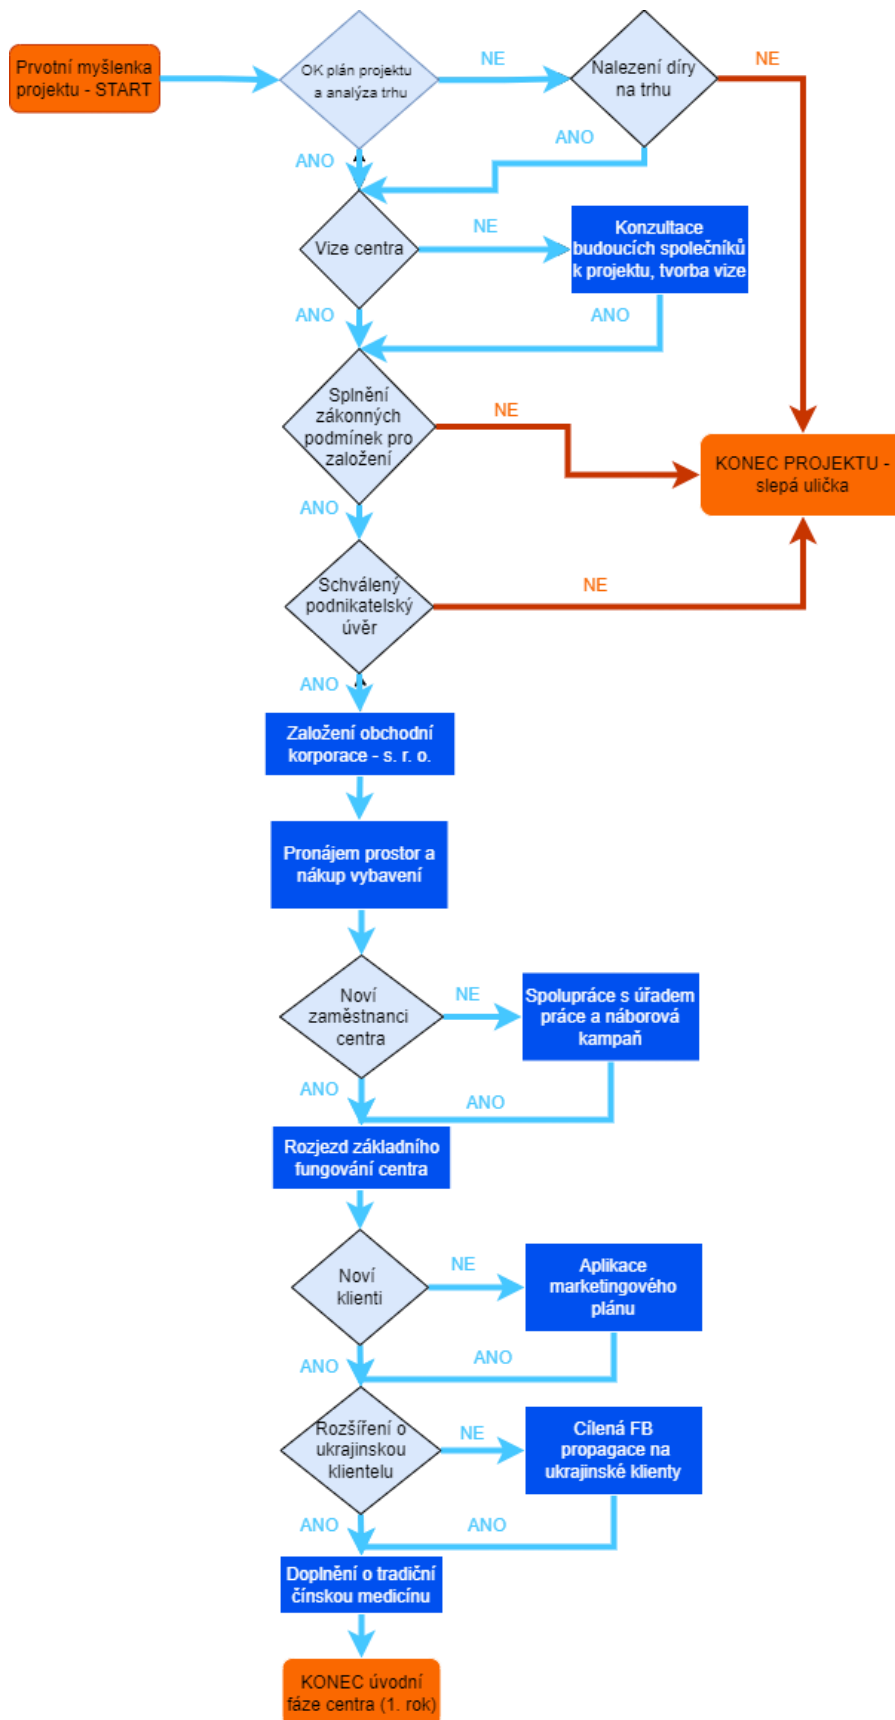 Prvotní myšlenka
projektu - START
OK plán projektu
a analýza trhu
NE
Nalezení díry
na trhu
NE
ANO
ANO
Vize centra
NE
Konzultace
budoucích společníků
k projektu, tvorba vize
ANO
ANO
Splnění
zákonných
podmínek pro
založení
NE
KONEC PROJEKTU -
slepá ulička
ANO
Schválený
podnikatelský
úvěr
NE
ANO
Založení obchodní
korporace - s. r. o.
Pronájem prostor a
nákup vybavení
Noví
zaměstnanci
centra
NE
Spolupráce s úřadem
práce a náborová
kampaň
ANO
ANO
Rozjezd základního
fungování centra
Noví
klienti
NE
Aplikace
marketingového
plánu
ANO
ANO
Rozšíření o
ukrajinskou
klientelu
NE
Cílená FB
propagace na
ukrajinské klienty
ANO
ANO
Doplnění o tradiční
čínskou medicínu
KONEC úvodní
fáze centra (1. rok)